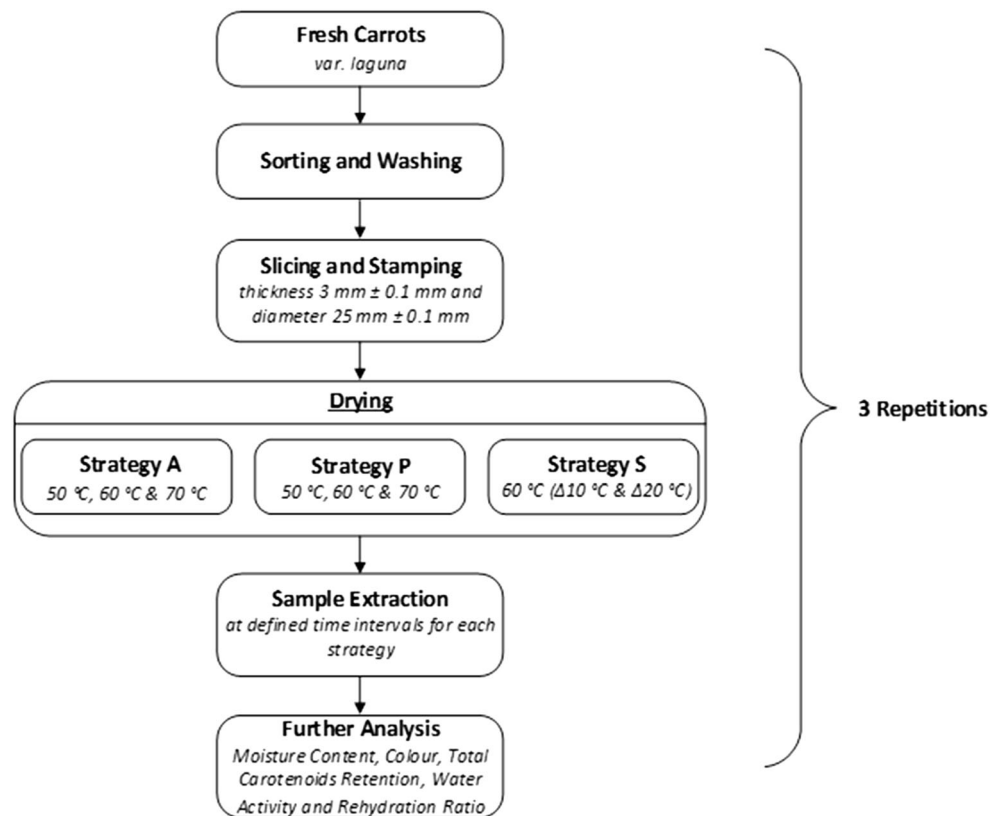 Fresh Carrots
var. laguna
Sorting and Washing
Slicing and Stamping
thickness 3 mm ± 0.1 mm and
diameter 25 mm ± 0.1 mm
Drying
Strategy A
50 °C, 60 °C & 70 °C
Strategy P
50 °C, 60 °C & 70 °C
Strategy S
60 °C (Δ10 °C & Δ20 °C)
Sample Extraction
at defined time intervals for each
strategy
Further Analysis
Moisture Content, Colour, Total
Carotenoids Retention, Water
Activity and Rehydration Ratio
3 Repetitions